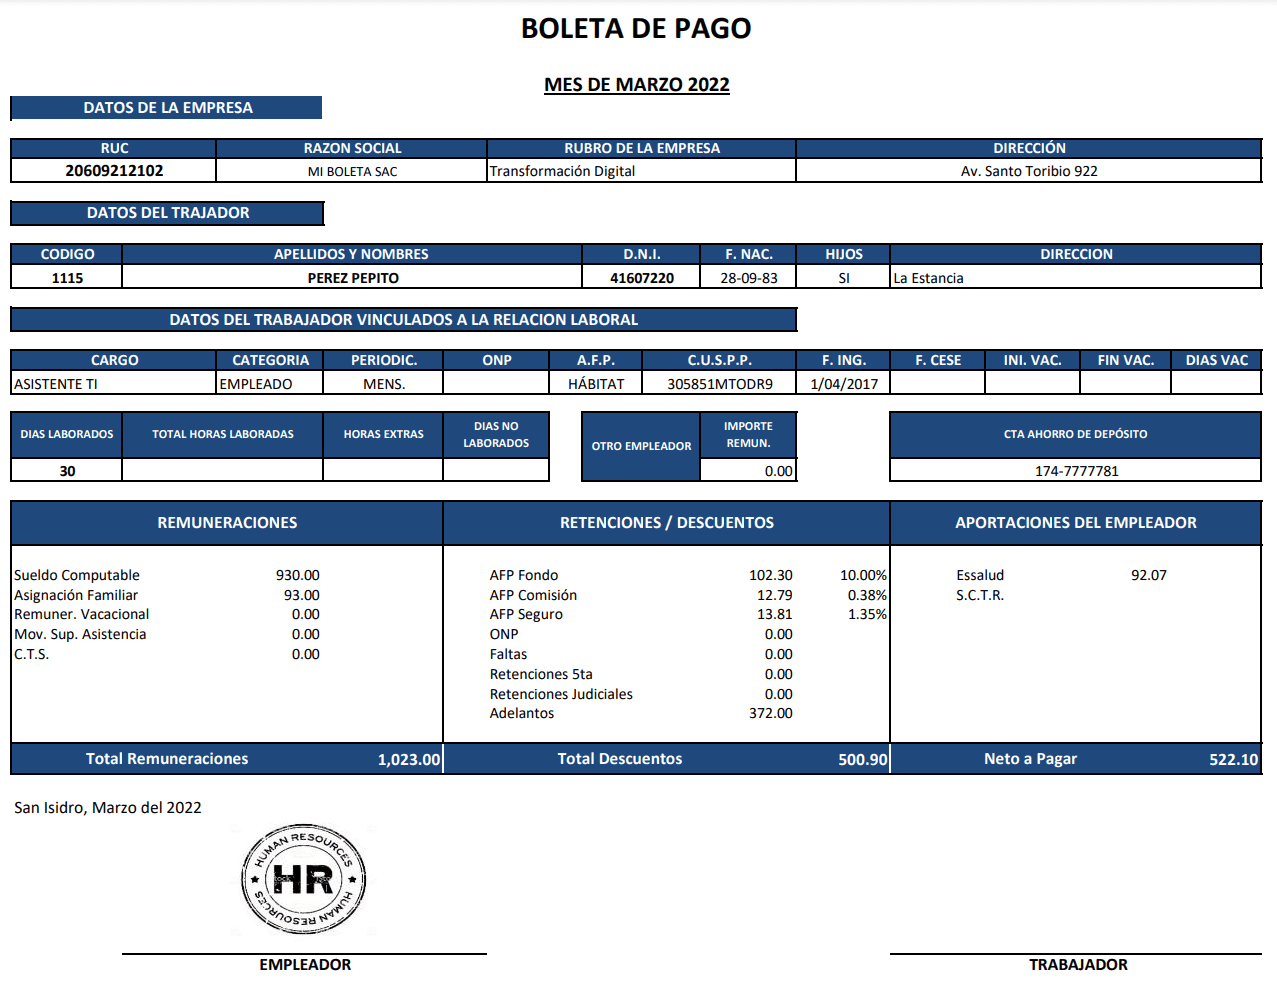 BOLETA DE PAGO
MES DE MARZO 2022
DATOS DE LA EMPRESA
RUC RAZON SOCIAL RUBRO DE LA EMPRESA DIRECCIÓN
20609212102 MI BOLETA SAC Transformación Digital Av. Santo Toribio 922
DATOS DEL TRAJADOR
CODIGO APELLIDOS Y NOMBRES D.N.I. F. NAC. HIJOS DIRECCION
1115 PEREZ PEPITO 41607220 28-09-83 SI La Estancia
DATOS DEL TRABAJADOR VINCULADOS A LA RELACION LABORAL
CARGO CATEGORIA PERIODIC. ONP A.F.P. C.U.S.P.P. F. ING. F. CESE INI. VAC. FIN VAC. DIAS VAC
ASISTENTE TI EMPLEADO MENS. HÁBITAT 305851MTODR9 1/04/2017
DIAS LABORADOS TOTAL HORAS LABORADAS HORAS EXTRAS DIAS NO LABORADOS OTRO EMPLEADOR IMPORTE REMUN. CTA AHORRO DE DEPÓSITO
30 0.00 174-7777781
REMUNERACIONES RETENCIONES / DESCUENTOS APORTACIONES DEL EMPLEADOR
Sueldo Computable 930.00 AFP Fondo 102.30 10.00% Essalud 92.07
Asignación Familiar 93.00 AFP Comisión 12.79 0.38% S.C.T.R.
Remuner. Vacacional 0.00 AFP Seguro 13.81 1.35%
Mov. Sup. Asistencia 0.00 ONP 0.00
C.T.S. 0.00 Faltas 0.00
Retenciones 5ta 0.00
Retenciones Judiciales 0.00
Adelantos 372.00
Total Remuneraciones 1,023.00 Total Descuentos 500.90 Neto a Pagar 522.10
San Isidro, Marzo del 2022
HUMAN RESOURCES
HR
HUMAN RESOURCES
EMPLEADOR TRABAJADOR